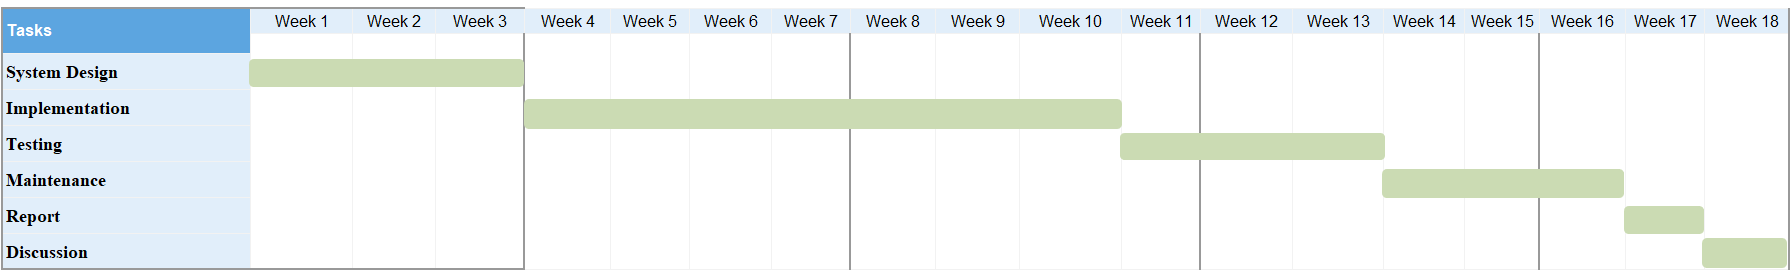 Tasks Week 1 Week 2 Week 3 Week 4 Week 5 Week 6 Week 7 Week 8 Week 9 Week 10 Week 11 Week 12 Week 13 Week 14 Week 15 Week 16 Week 17 Week 18
System Design
Implementation
Testing
Maintenance
Report
Discussion